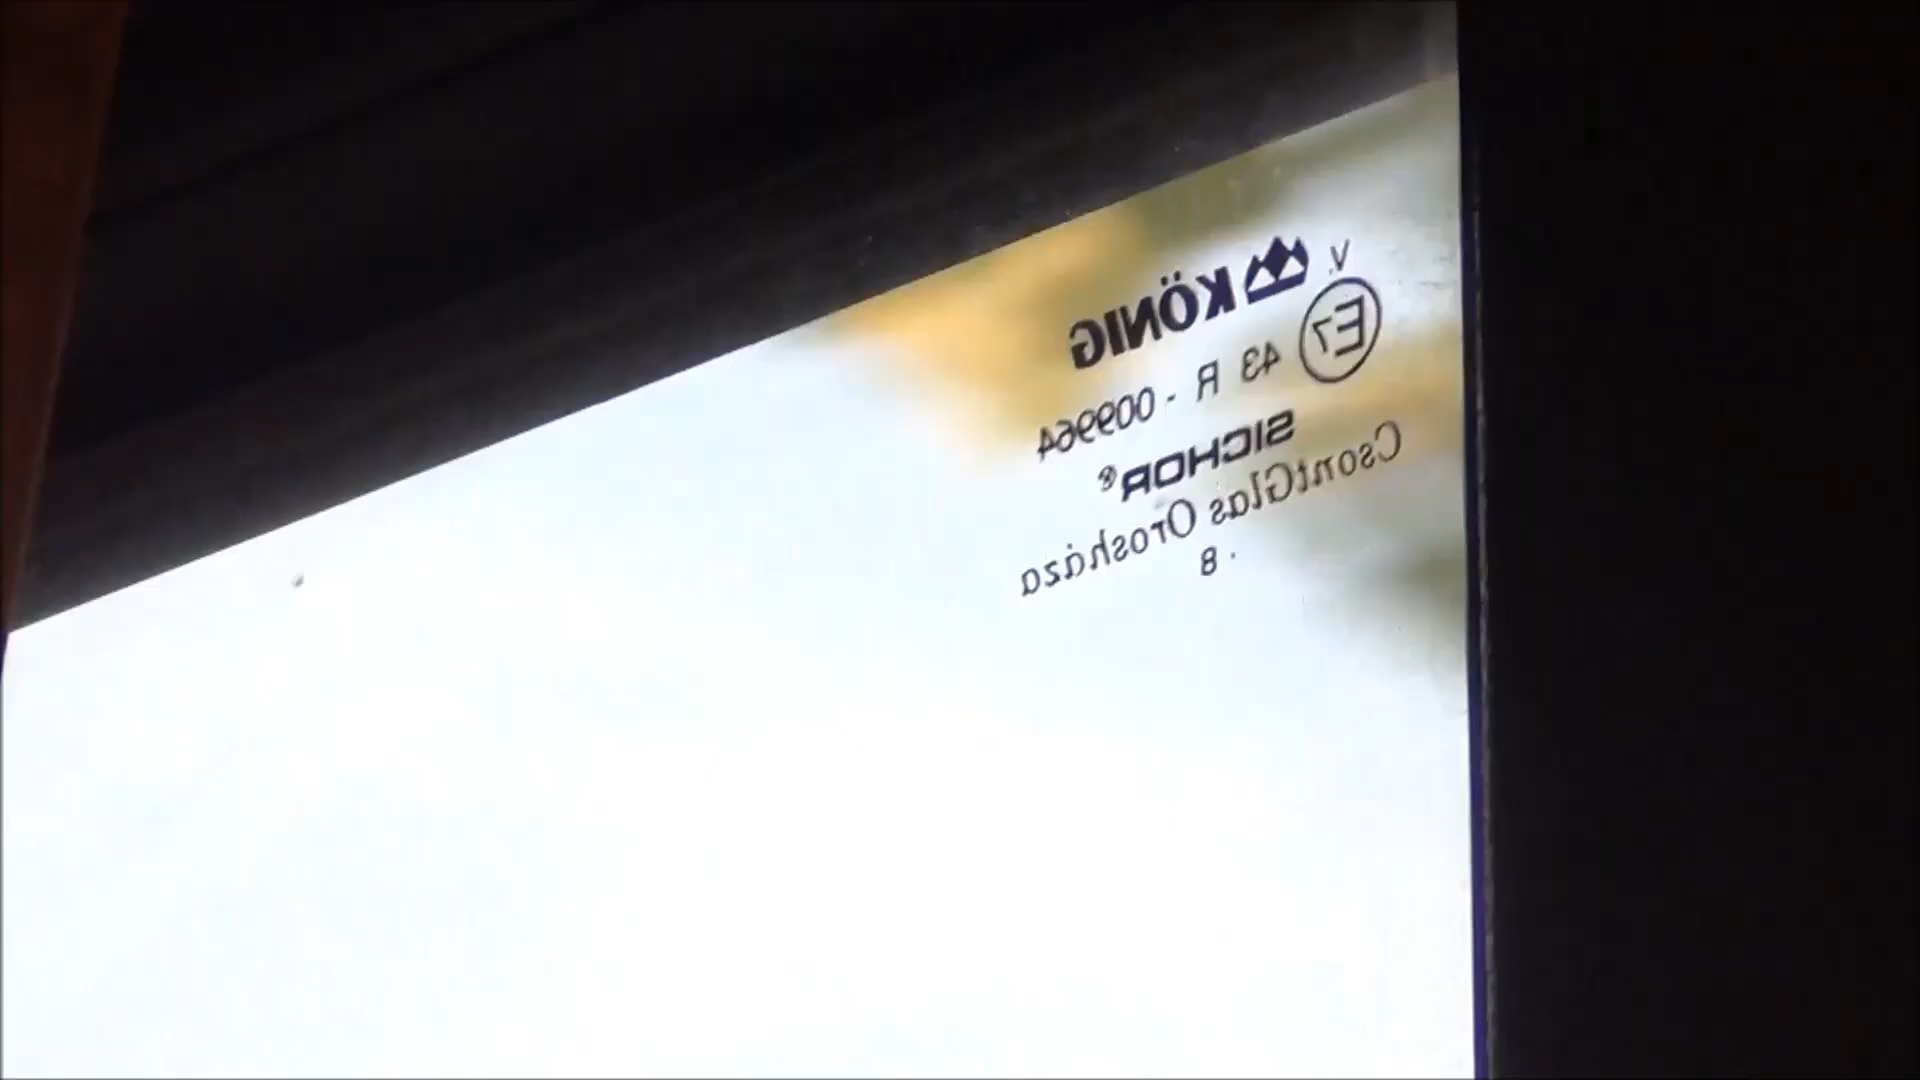 V.
KÖNIG
E7 43 R - 009964
SICHOR®
CsontGlas Orosháza
. 8